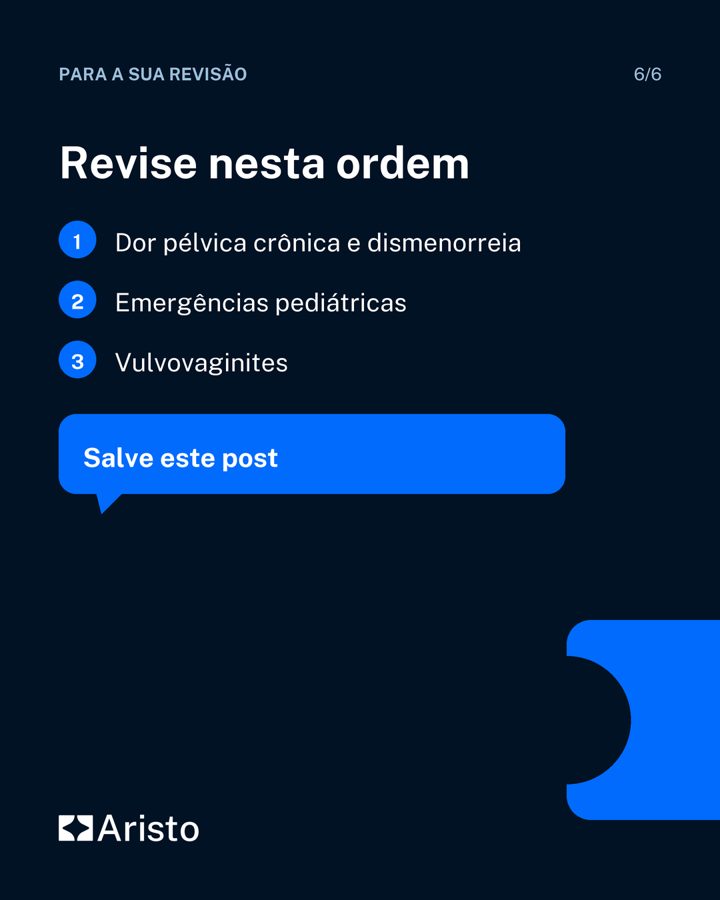 PARA A SUA REVISÃO
6/6
Revise nesta ordem
1 Dor pélvica crônica e dismenorreia
2 Emergências pediátricas
3 Vulvovaginites
Salve este post
Aristo